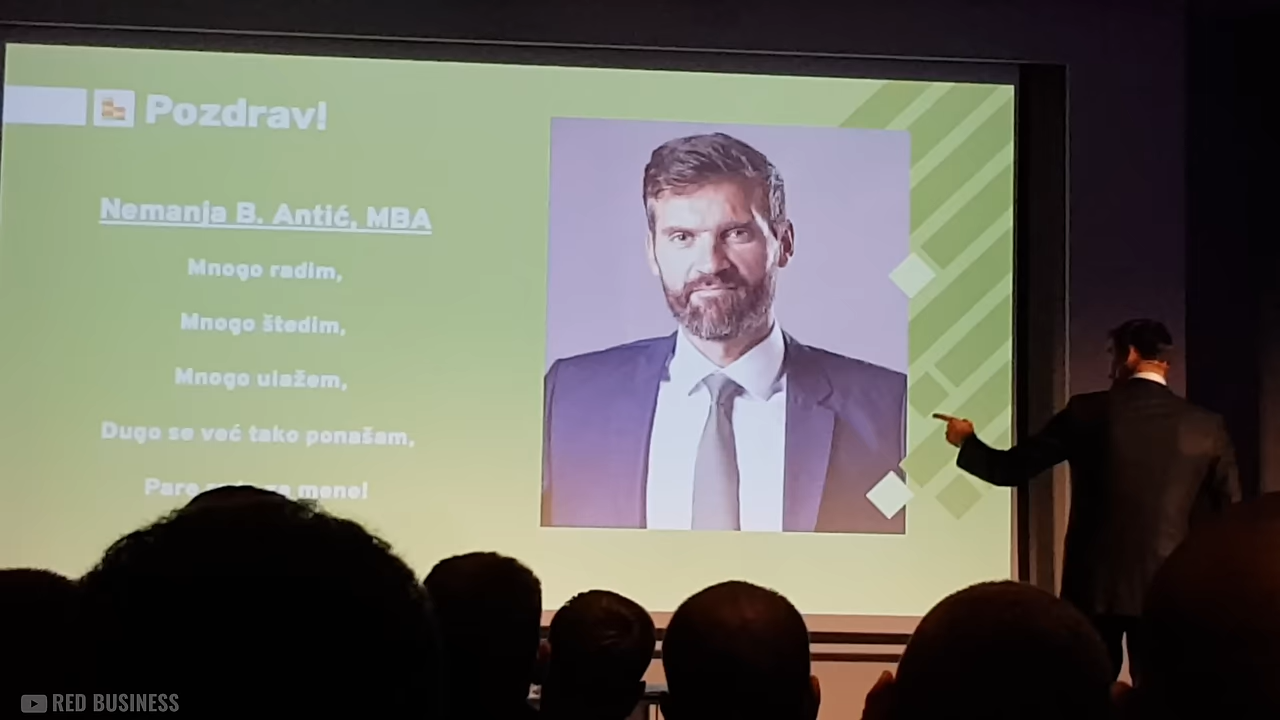 Pozdrav!
Nemanja B. Antić, MBA
Mnogo radim,
Mnogo štedim,
Mnogo ulažem,
Dugo se već tako ponašam,
Pare mene!
RED BUSINESS